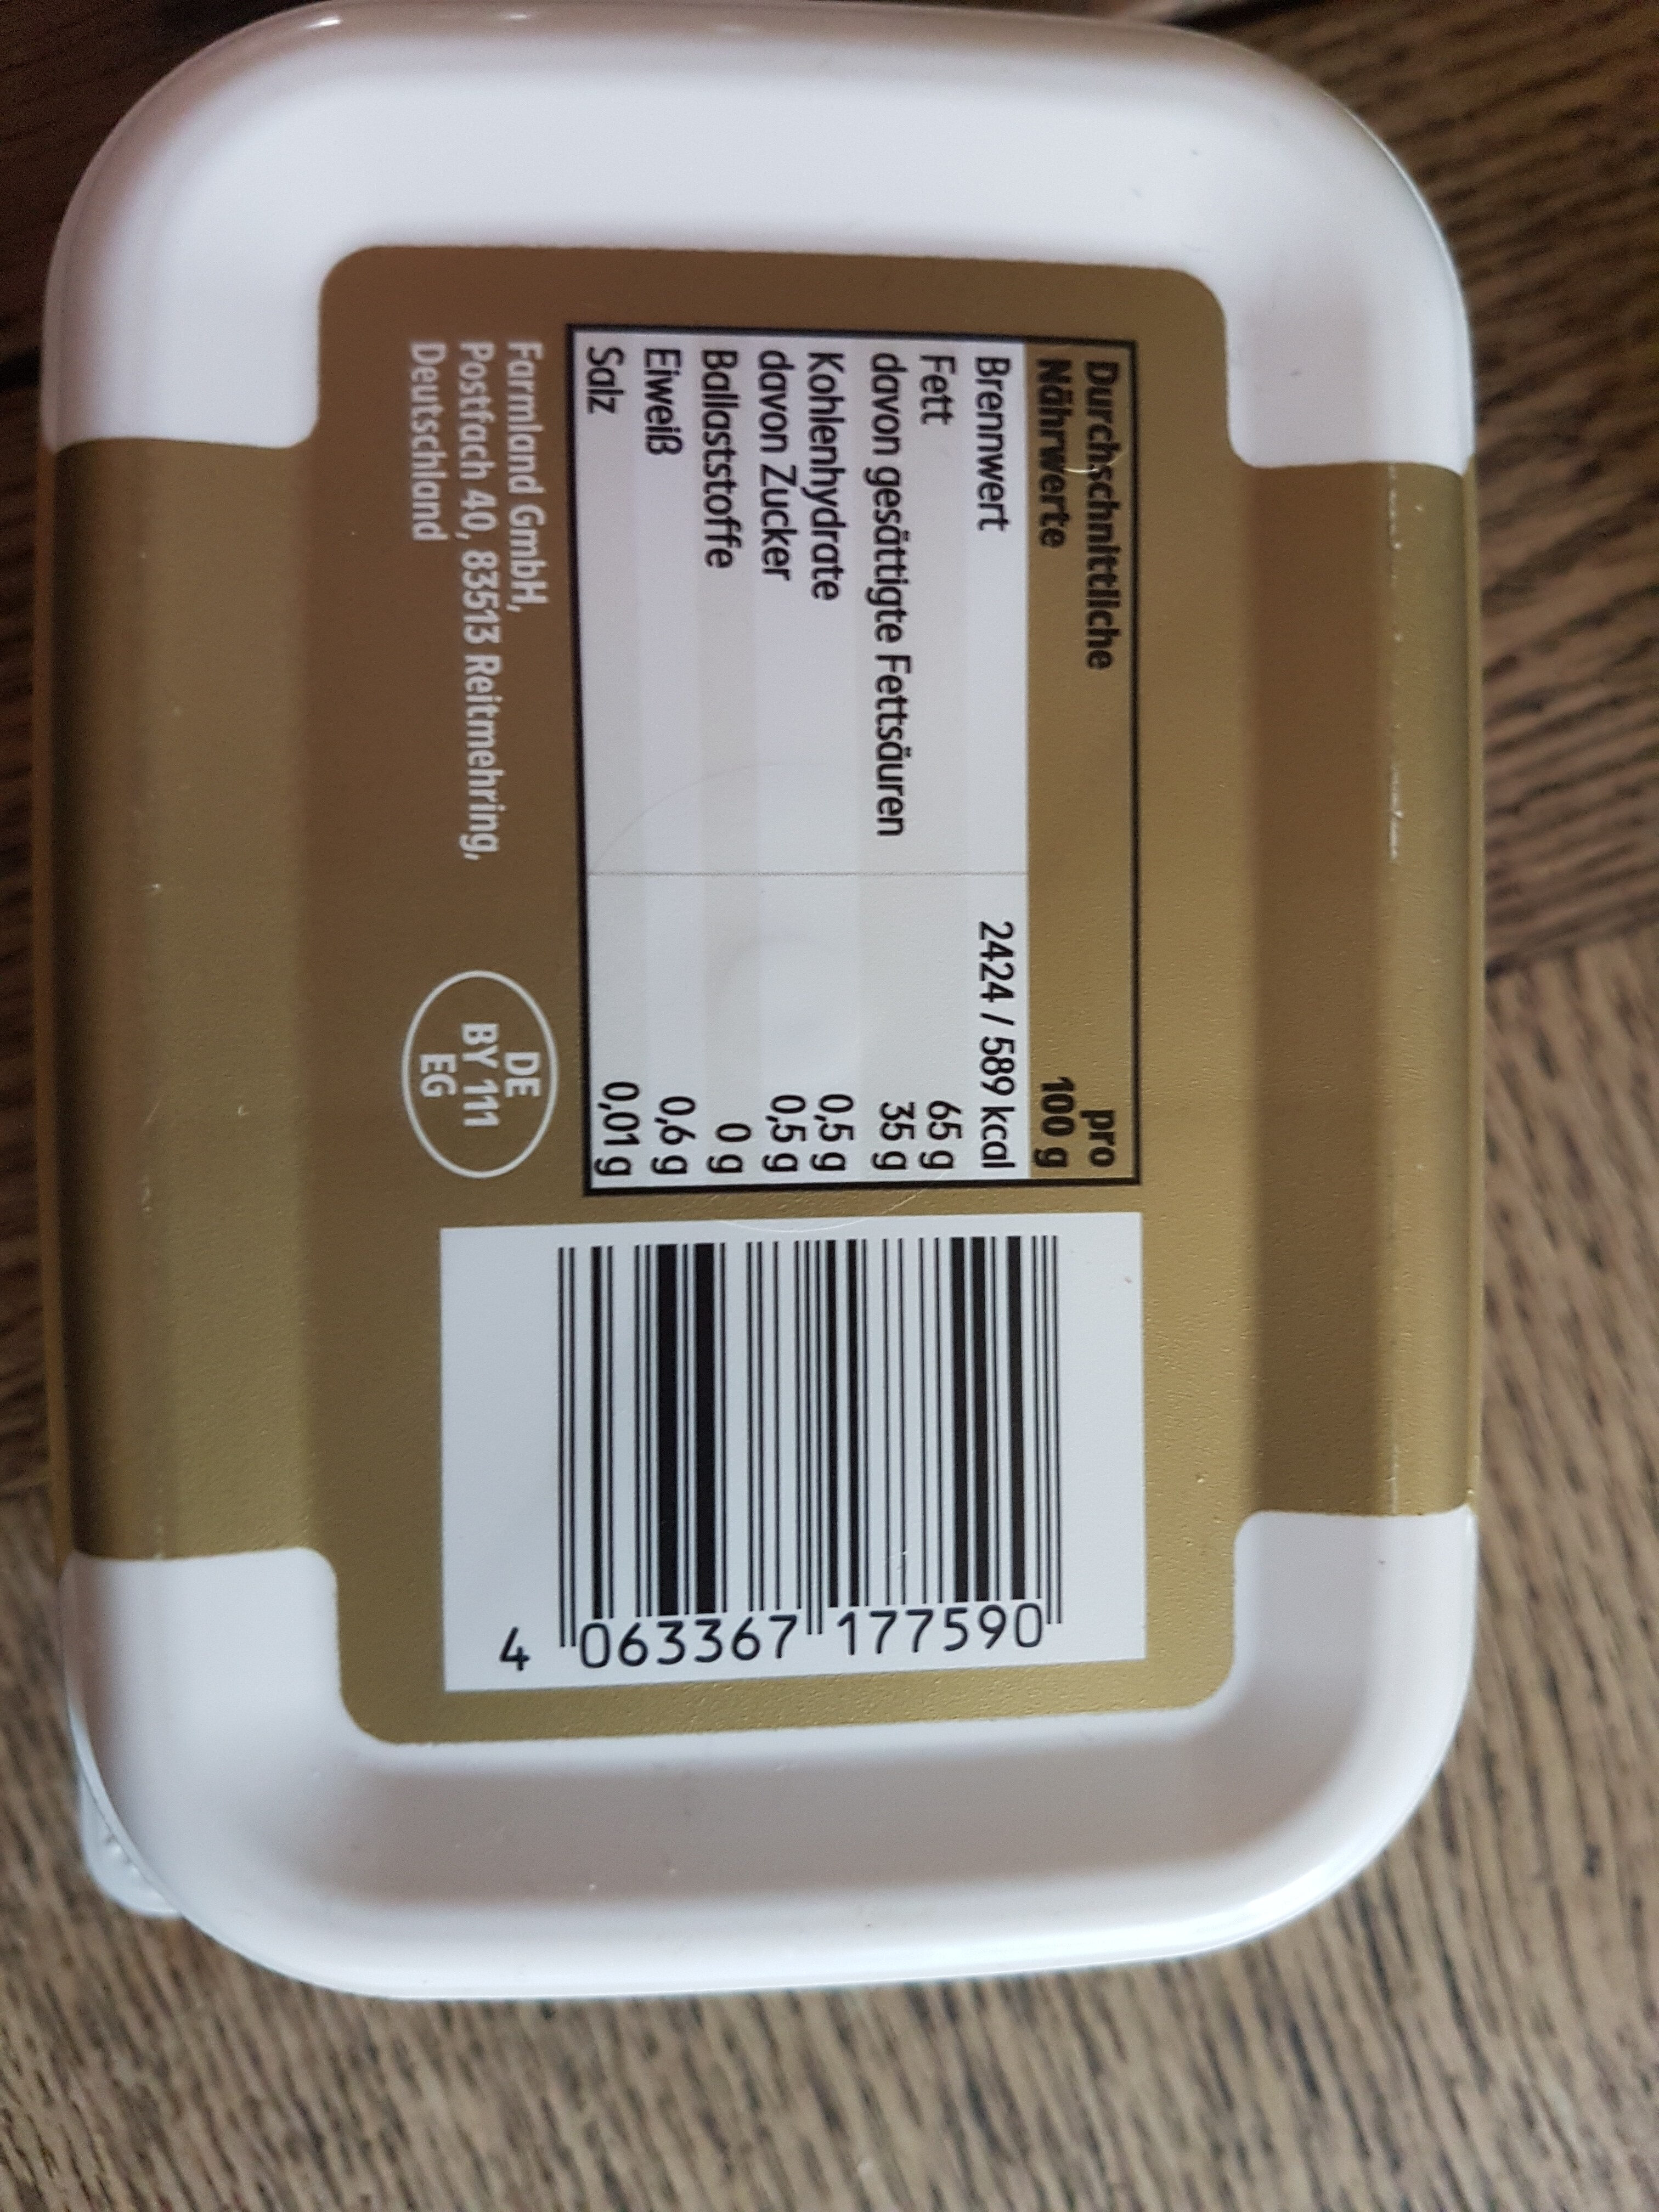 Durchschnittliche pro
Nährwerte 100 g
Brennwert 2424 / 589 kcal
Fett 65 g
davon gesättigte Fettsäuren 35 g
Kohlenhydrate 0,5 g
davon Zucker 0,5 g
Ballaststoffe 0 g
Eiweiß 0,6 g
Salz 0,01 g
Farmland GmbH,
Postfach 40, 83513 Reitmehring,
Deutschland
DE
BY 111
EG
4 063367 177590